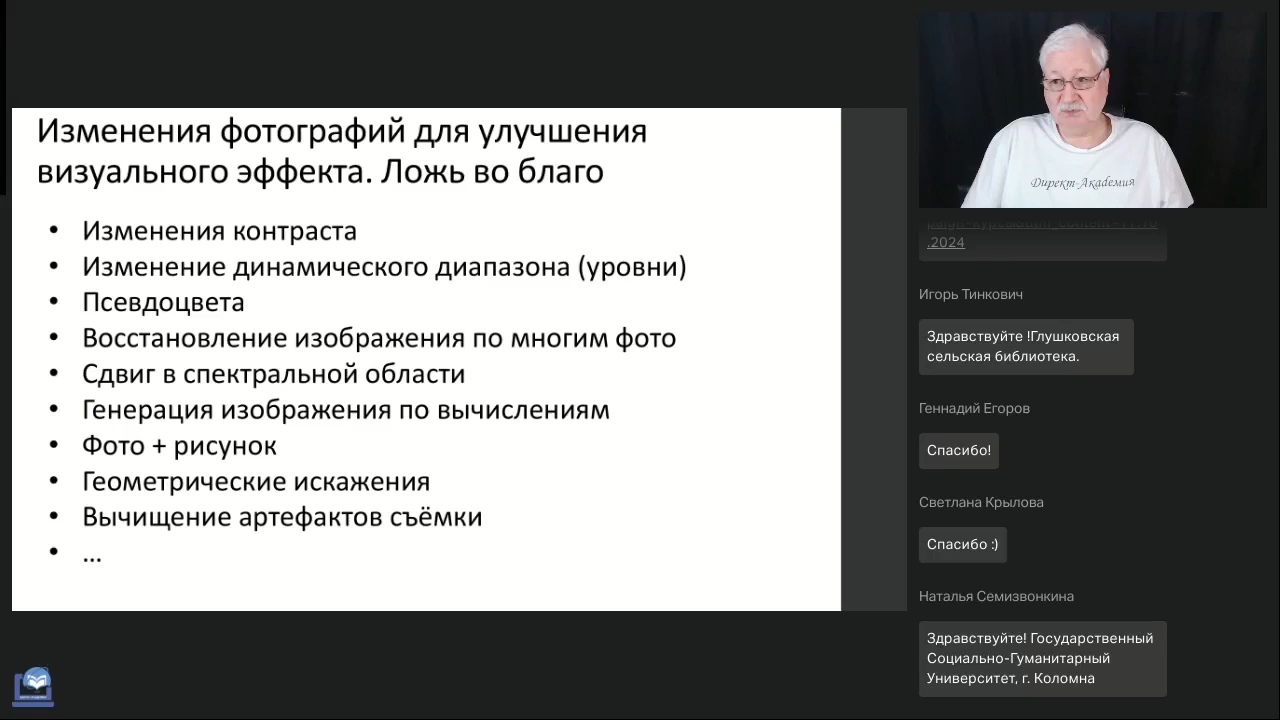 Изменения фотографий для улучшения
визуального эффекта. Ложь во благо
• Изменения контраста
• Изменение динамического диапазона (уровни)
• Псевдоцвета
• Восстановление изображения по многим фото
• Сдвиг в спектральной области
• Генерация изображения по вычислениям
• Фото + рисунок
• Геометрические искажения
• Вычищение артефактов съёмки
• ...
Директ-Академия
.2024
Игорь Тинкович
Здравствуйте !Глушковская
сельская библиотека.
Геннадий Егоров
Спасибо!
Светлана Крылова
Спасибо :)
Наталья Семизвонкина
Здравствуйте! Государственный
Социально-Гуманитарный
Университет, г. Коломна